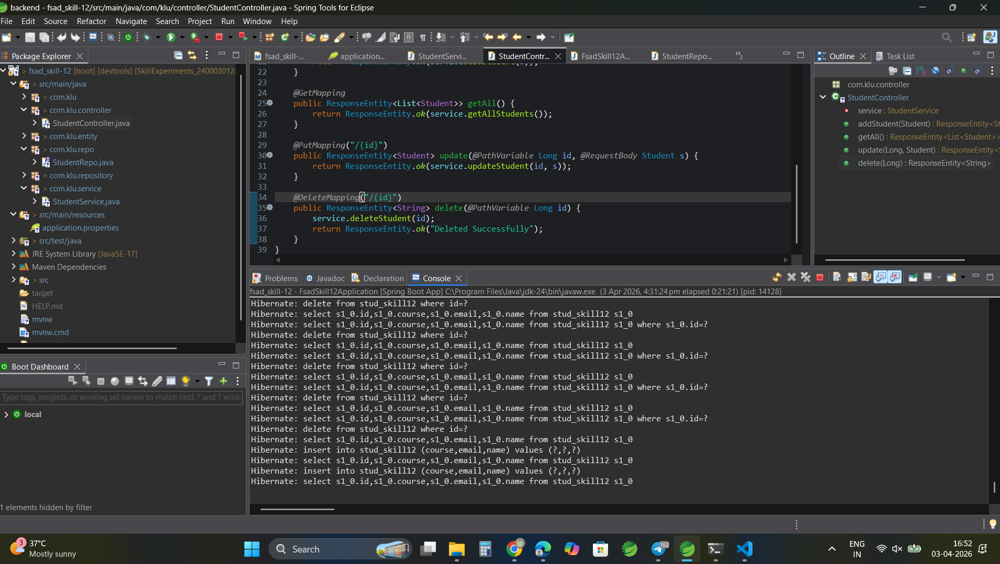 backend - fsad_skill-12/src/main/java/com/klu/controller/StudentController.java - Spring Tools for Eclipse
File Edit Source Refactor Navigate Search Project Run Window Help
Package Explorer
> fsad_skill-12 [boot] [devtools] [SkillExperiments_2400030128
> src/main/java
> com.klu
> com.klu.controller
StudentController.java
> com.klu.entity
> com.klu.repo
StudentRepo.java
> com.klu.repository
> com.klu.service
StudentService.java
> src/main/resources
application.properties
> src/test/java
JRE System Library [JavaSE-17]
Maven Dependencies
> src
target
HELP.md
mvnw
mvnw.cmd
Boot Dashboard
Type tags, projects, or working set names to match (incl. * and ? wildc
local
1 elements hidden by filter
fsad_skill-... application... StudentServi... StudentContr... FsadSkill12A... StudentRepo... »2
22 }
23
24 @GetMapping
25 public ResponseEntity<List<Student>> getAll() {
26 return ResponseEntity.ok(service.getAllStudents());
27 }
28
29 @PutMapping("/{id}")
30 public ResponseEntity<Student> update(@PathVariable Long id, @RequestBody Student s) {
31 return ResponseEntity.ok(service.updateStudent(id, s));
32 }
33
34 @DeleteMapping("/{id}")
35 public ResponseEntity<String> delete(@PathVariable Long id) {
36 service.deleteStudent(id);
37 return ResponseEntity.ok("Deleted Successfully");
38 }
39 }
Outline Task List
com.klu.controller
StudentController
service : StudentService
addStudent(Student) : ResponseEntity<St
getAll() : ResponseEntity<List<Student>>
update(Long, Student) : ResponseEntity<
delete(Long) : ResponseEntity<String>
Problems Javadoc Declaration Console
fsad_skill-12 - FsadSkill12Application [Spring Boot App] C:\Program Files\Java\jdk-24\bin\javaw.exe (3 Apr 2026, 4:31:24 pm elapsed 0:21:21) [pid: 14128]
Hibernate: delete from stud_skill12 where id=?
Hibernate: select s1_0.id,s1_0.course,s1_0.email,s1_0.name from stud_skill12 s1_0
Hibernate: select s1_0.id,s1_0.course,s1_0.email,s1_0.name from stud_skill12 s1_0 where s1_0.id=?
Hibernate: delete from stud_skill12 where id=?
Hibernate: select s1_0.id,s1_0.course,s1_0.email,s1_0.name from stud_skill12 s1_0
Hibernate: select s1_0.id,s1_0.course,s1_0.email,s1_0.name from stud_skill12 s1_0 where s1_0.id=?
Hibernate: delete from stud_skill12 where id=?
Hibernate: select s1_0.id,s1_0.course,s1_0.email,s1_0.name from stud_skill12 s1_0
Hibernate: select s1_0.id,s1_0.course,s1_0.email,s1_0.name from stud_skill12 s1_0 where s1_0.id=?
Hibernate: delete from stud_skill12 where id=?
Hibernate: select s1_0.id,s1_0.course,s1_0.email,s1_0.name from stud_skill12 s1_0
Hibernate: select s1_0.id,s1_0.course,s1_0.email,s1_0.name from stud_skill12 s1_0 where s1_0.id=?
Hibernate: delete from stud_skill12 where id=?
Hibernate: select s1_0.id,s1_0.course,s1_0.email,s1_0.name from stud_skill12 s1_0
Hibernate: insert into stud_skill12 (course,email,name) values (?,?,?)
Hibernate: select s1_0.id,s1_0.course,s1_0.email,s1_0.name from stud_skill12 s1_0
Hibernate: insert into stud_skill12 (course,email,name) values (?,?,?)
Hibernate: select s1_0.id,s1_0.course,s1_0.email,s1_0.name from stud_skill12 s1_0
3
37°C
Mostly sunny
Search
162
ENG
IN
16:52
03-04-2026